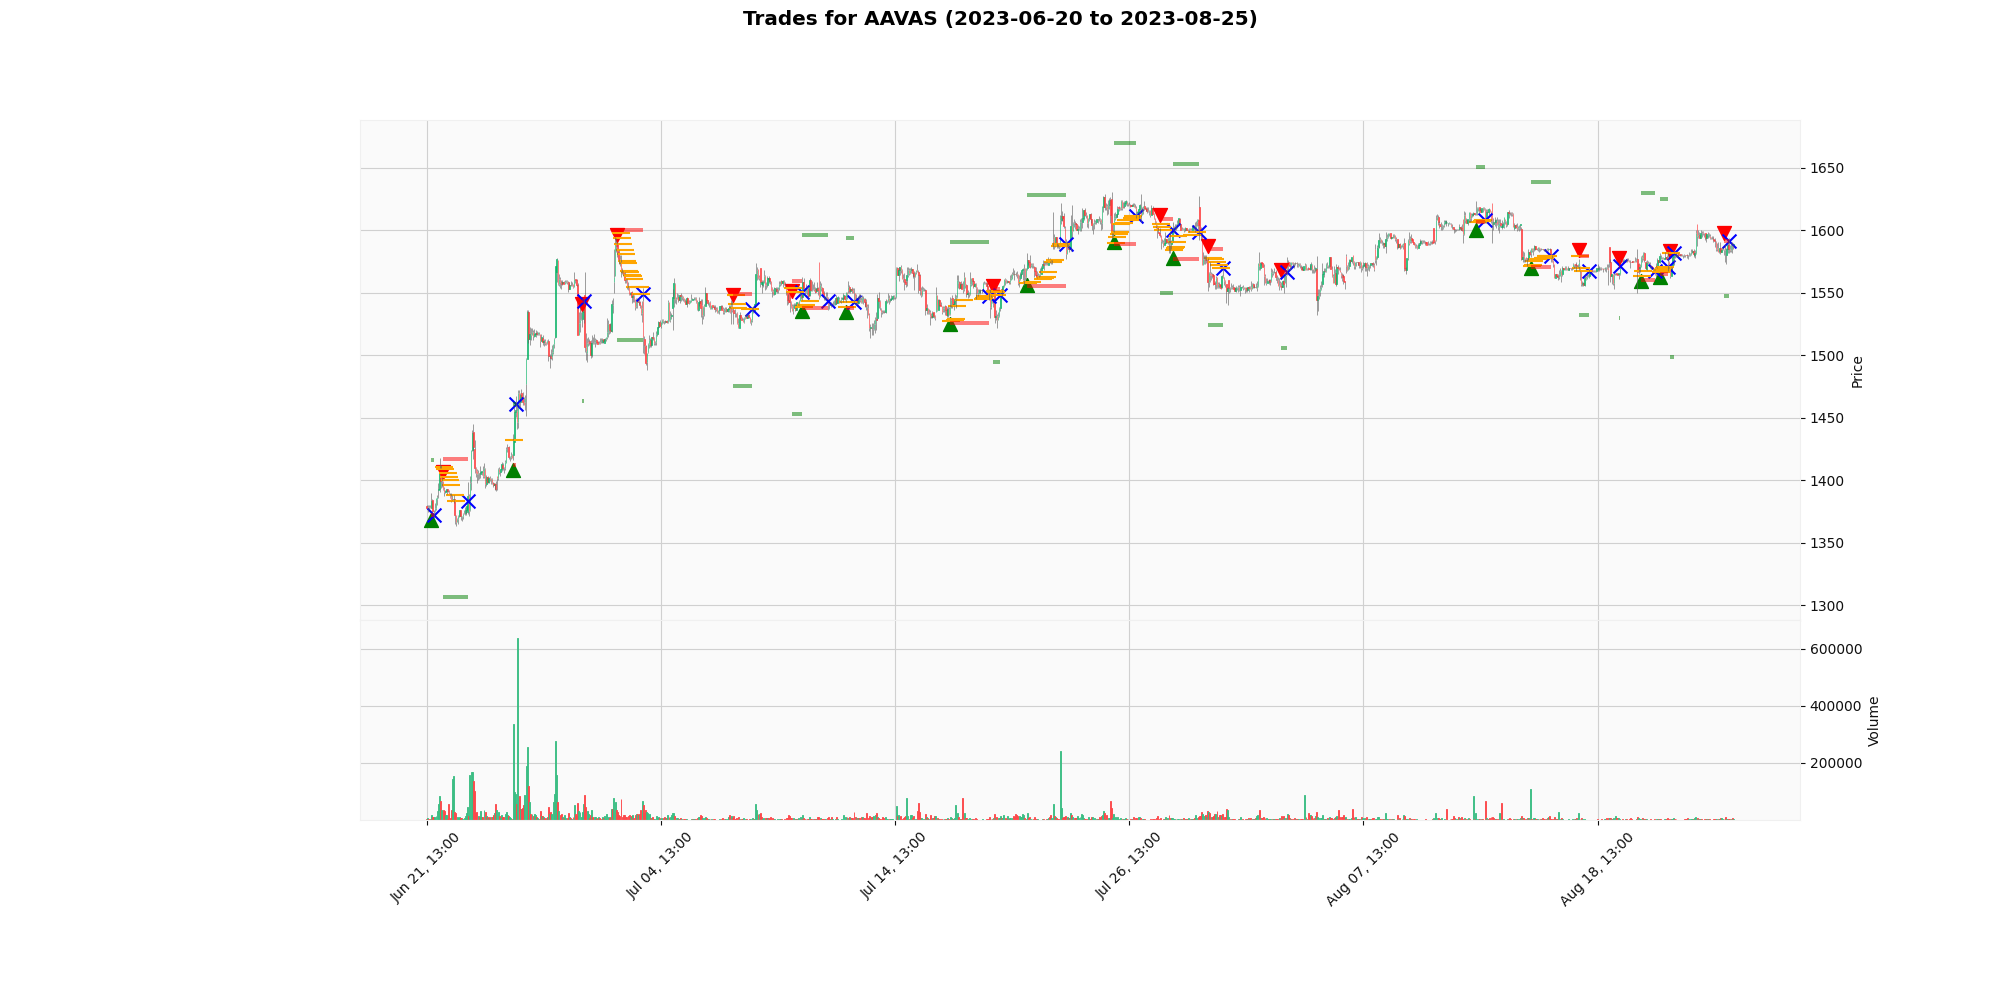 Trades for AAVAS (2023-06-20 to 2023-08-25)
1650
1600
1550
1500
1450
1400
1350
1300
Price
600000
400000
200000
Volume
Jun 21, 13:00
Jul 04, 13:00
Jul 14, 13:00
Jul 26, 13:00
Aug 07, 13:00
Aug 18, 13:00